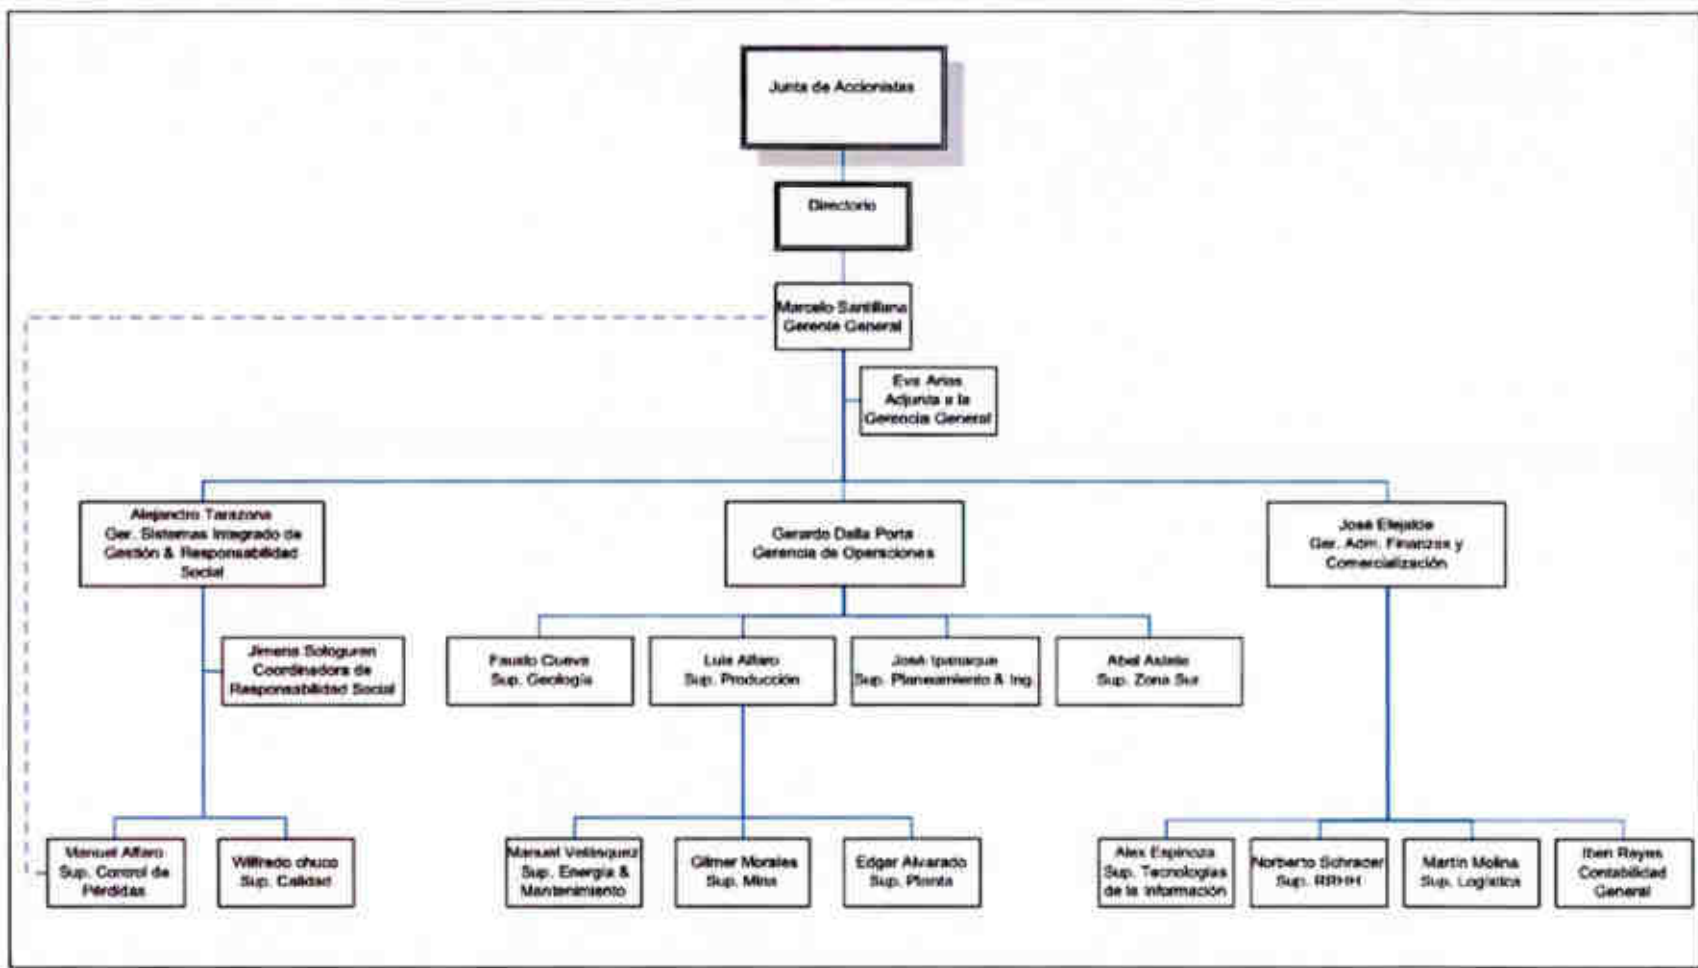 Junta de Accionistas
Directorio
Marcelo Santillana
Gerente General
Eva Arias
Adjunta a la
Gerencia General
Alejandro Tarazona
Ger. Sistemas Integrado de
Gestión & Responsabilidad
Social
Gerardo Dalla Porta
Gerencia de Operaciones
José Elejalde
Ger. Adm. Finanzas y
Comercialización
Jimena Sologuren
Coordinadora de
Responsabilidad Social
Fausto Cueva
Sup. Geología
Luis Alfaro
Sup. Producción
José Ipanaque
Sup. Planeamiento & Ing.
Abel Astete
Sup. Zona Sur
Manuel Alfaro
Sup. Control de
Pérdidas
Wilfredo chuco
Sup. Calidad
Manuel Velásquez
Sup. Energía &
Mantenimiento
Gilmer Morales
Sup. Mina
Edgar Alvarado
Sup. Planta
Alex Espinoza
Sup. Tecnologías
de la Información
Norberto
Sup. RRHH
Martín Molina
Sup. Logística
Iben Reyes
Contabilidad
General